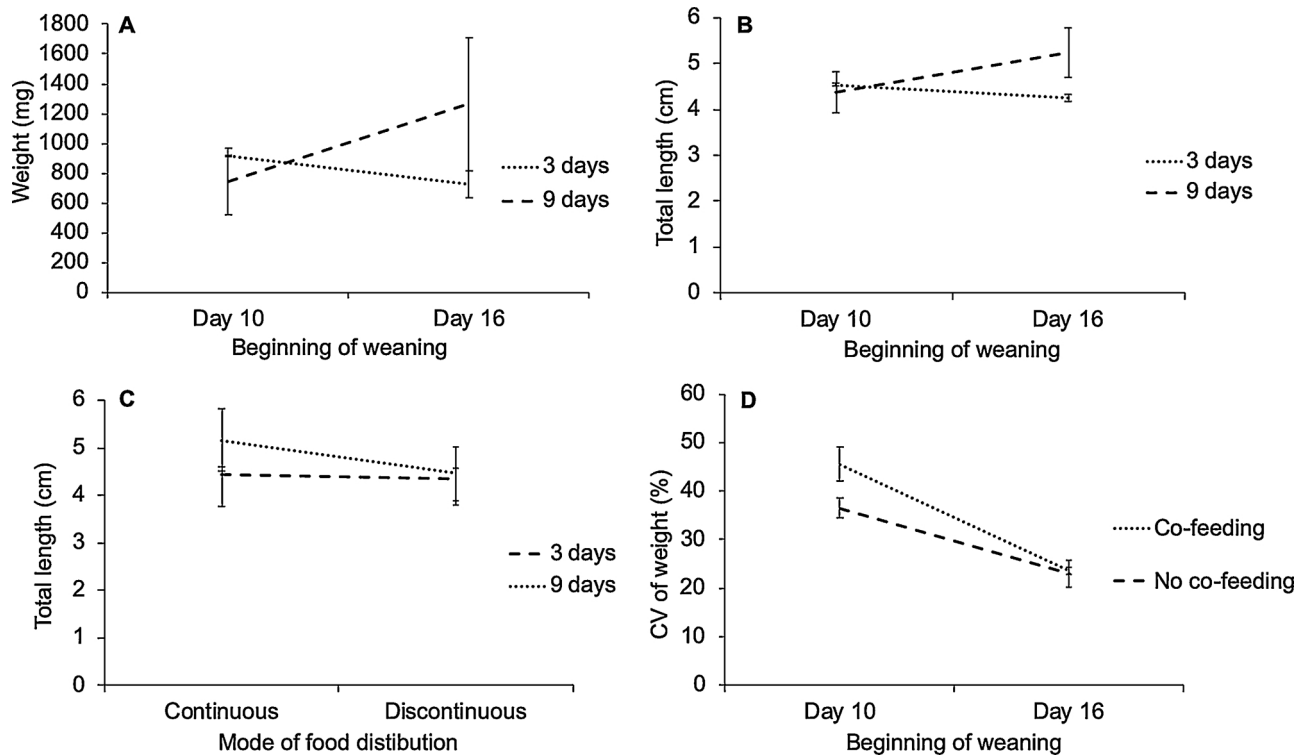 A
1800
1600
1400
1200
1000
800
600
400
200
0
Weight (mg)
Day 10
Day 16
Beginning of weaning
3 days
9 days
B
6
5
4
3
2
1
0
Total length (cm)
Day 10
Day 16
Beginning of weaning
3 days
9 days
C
6
5
4
3
2
1
0
Total length (cm)
Continuous
Discontinuous
Mode of food distibution
3 days
9 days
D
60
50
40
30
20
10
0
CV of weight (%)
Day 10
Day 16
Beginning of weaning
Co-feeding
No co-feeding